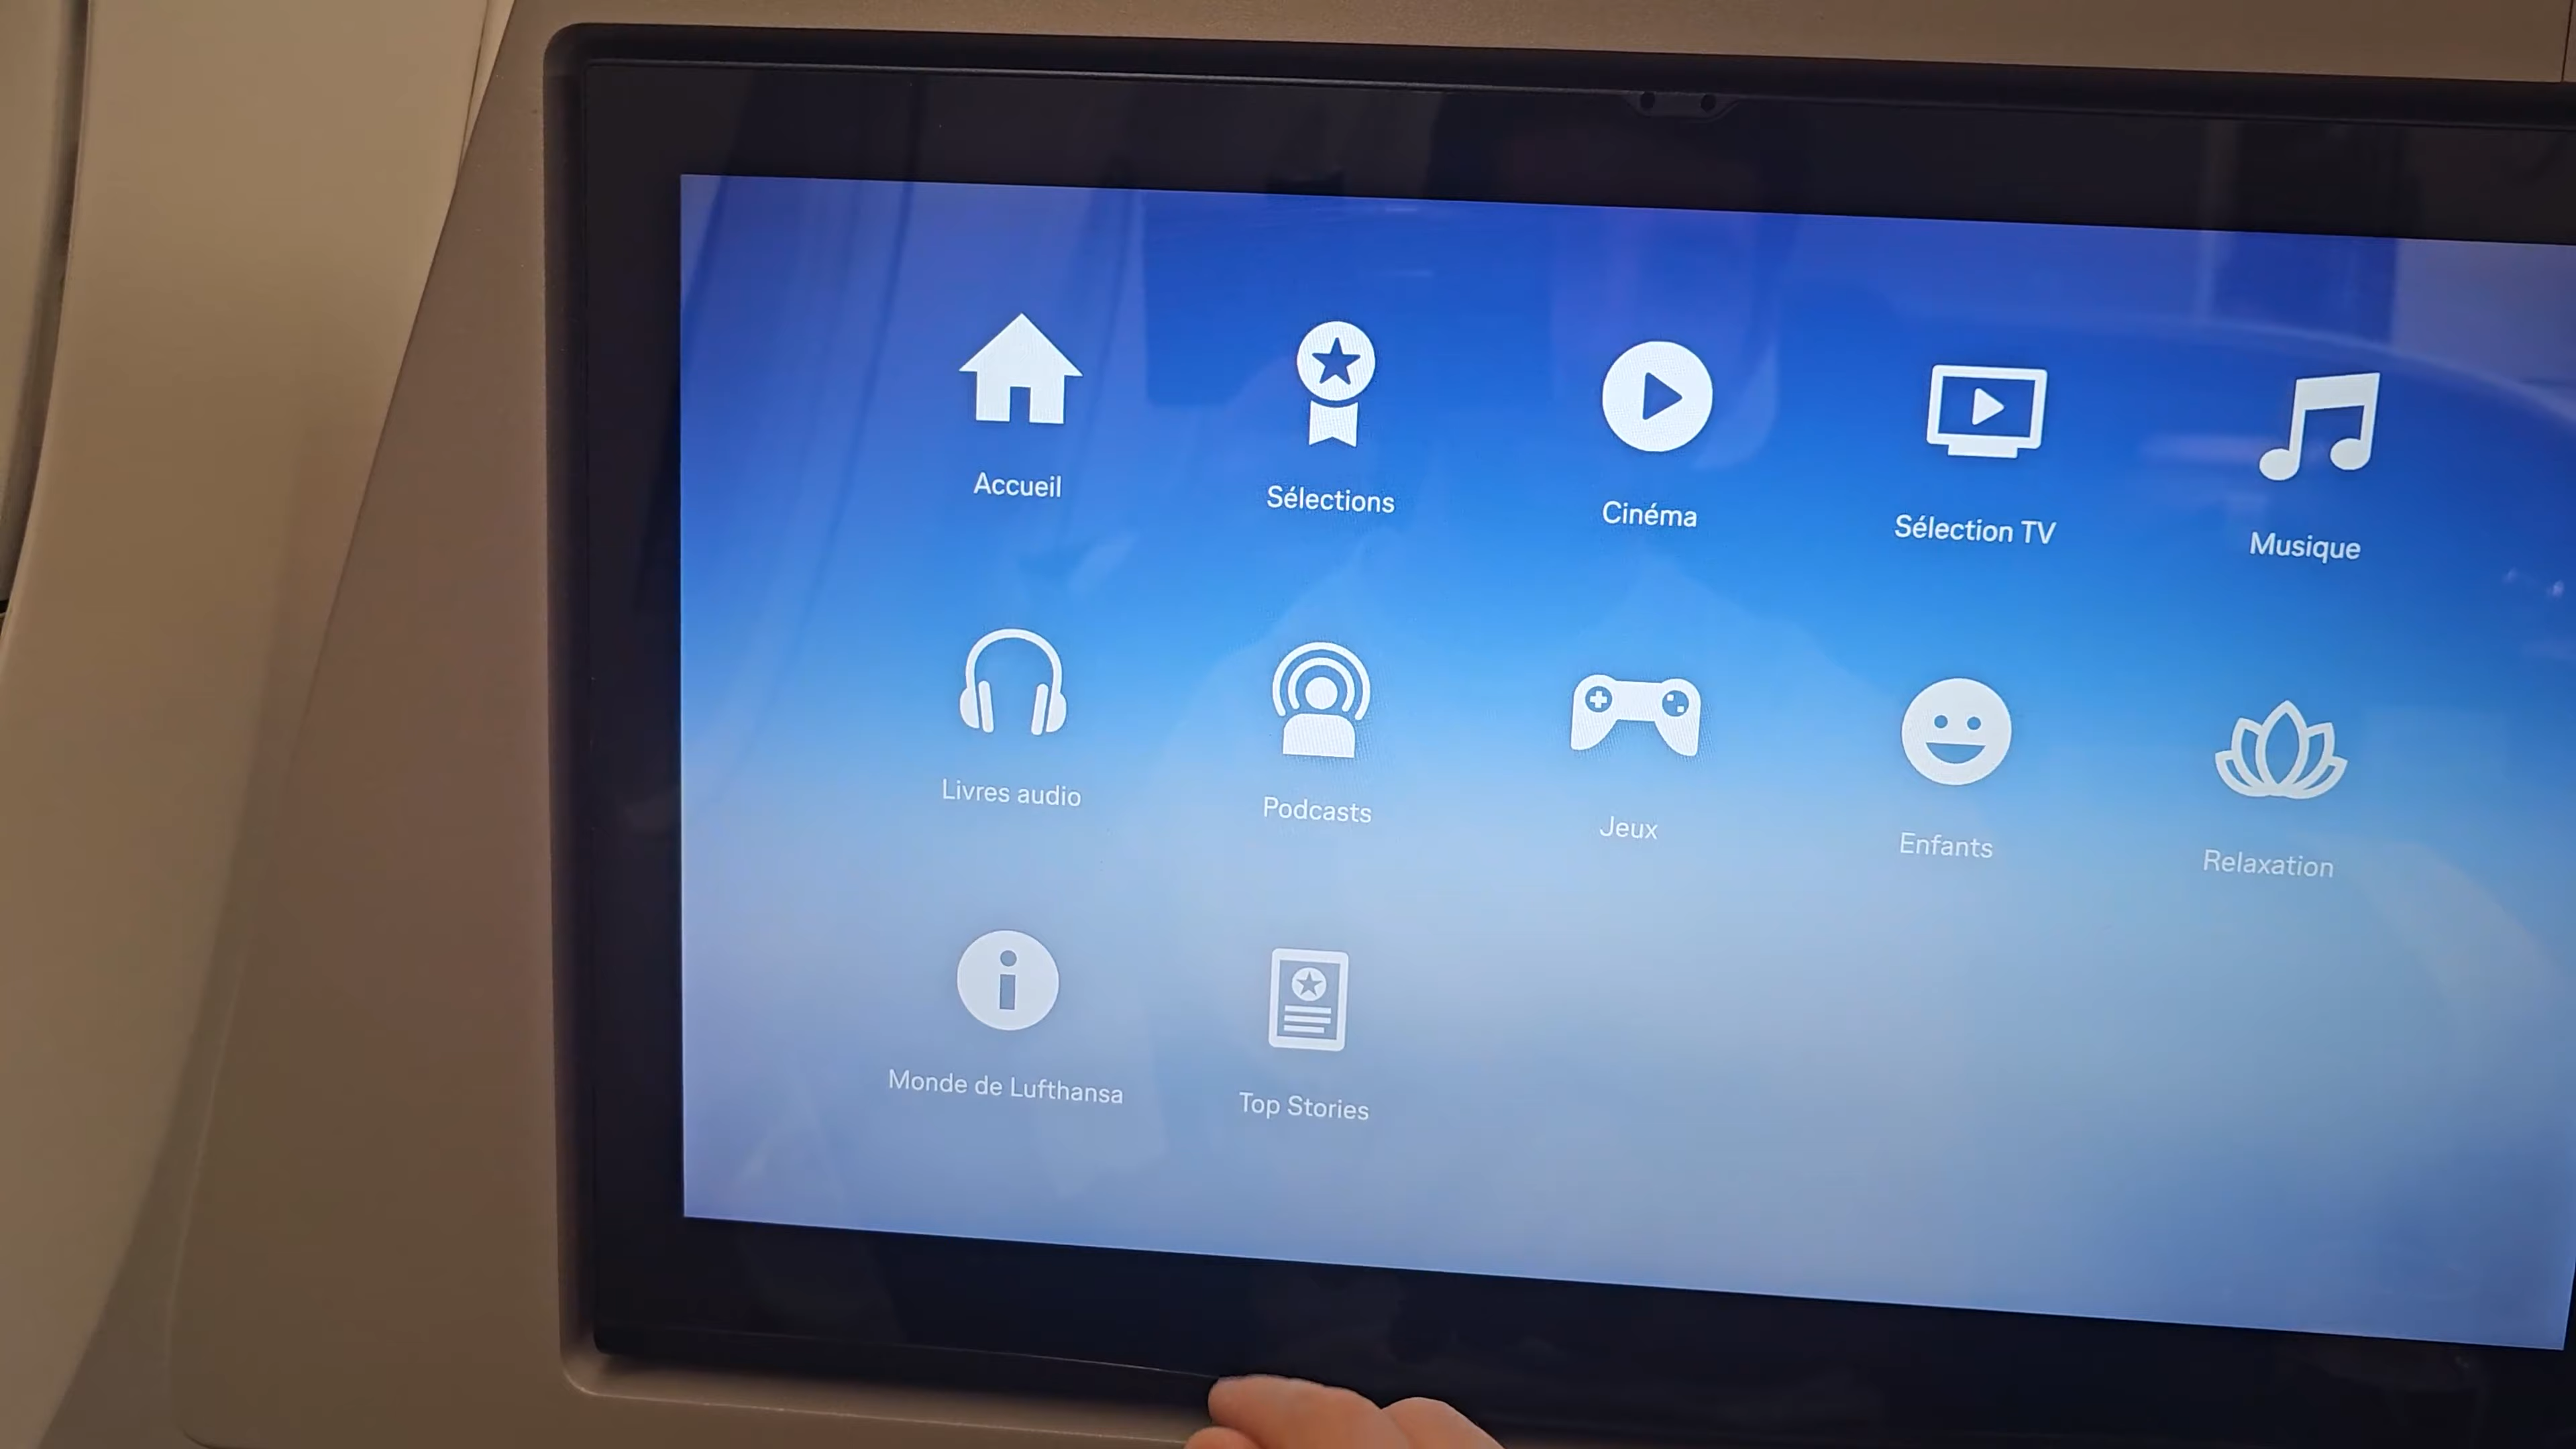 Accueil
Sélections
Cinéma
Sélection TV
Musique
Livres audio
Podcasts
Jeux
Enfants
Relaxation
Monde de Lufthansa
Top Stories